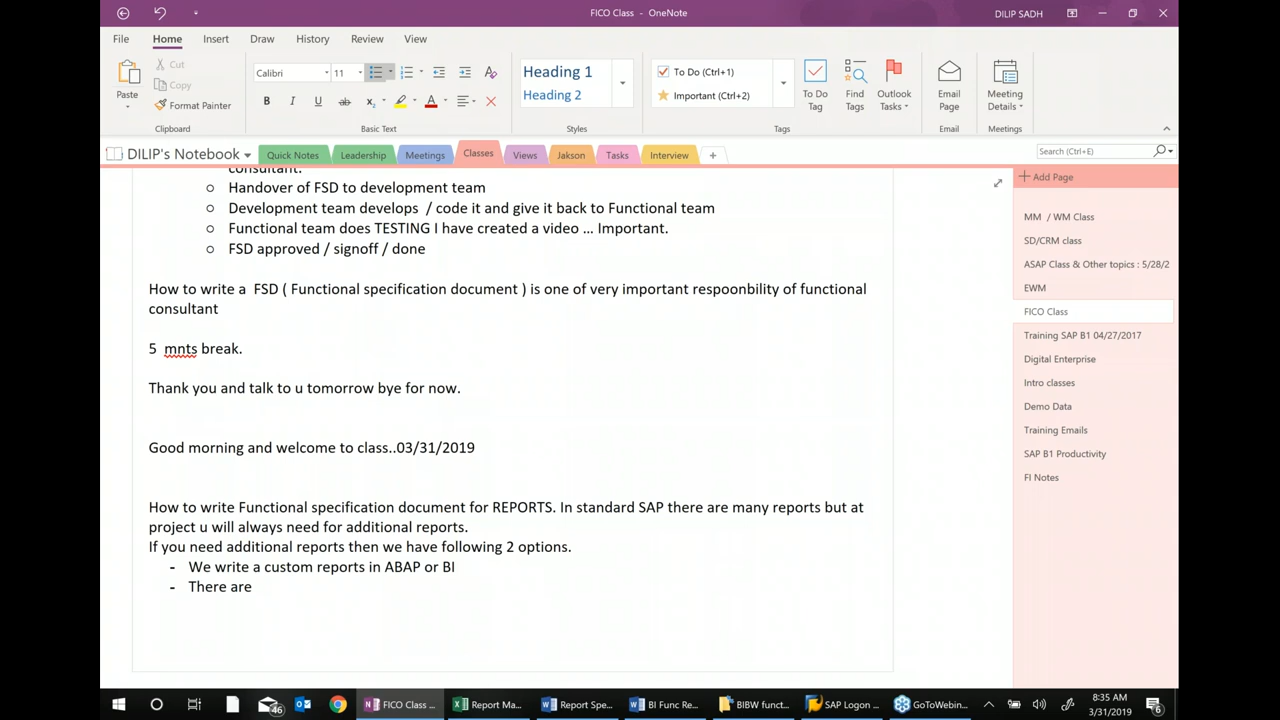 FICO Class - OneNote
DILIP SADH
File Home Insert Draw History Review View
Paste
Cut
Copy
Format Painter
Clipboard
Calibri 11
B I U ab x₂ A
Basic Text
Heading 1
Heading 2
Styles
To Do (Ctrl+1)
Important (Ctrl+2)
To Do
Tag
Find
Tags
Outlook
Tasks
Tags
Email
Page
Email
Meeting
Details
Meetings
DILIP's Notebook Quick Notes Leadership Meetings Classes Views Jakson Tasks Interview
Search (Ctrl+E)
consultant.
Handover of FSD to development team
Development team develops / code it and give it back to Functional team
Functional team does TESTING I have created a video ... Important.
FSD approved / signoff / done
How to write a FSD ( Functional specification document ) is one of very important respoonbility of functional
consultant
5 mnts break.
Thank you and talk to u tomorrow bye for now.
Good morning and welcome to class..03/31/2019
How to write Functional specification document for REPORTS. In standard SAP there are many reports but at
project u will always need for additional reports.
If you need additional reports then we have following 2 options.
- We write a custom reports in ABAP or BI
- There are
Add Page
MM / WM Class
SD/CRM class
ASAP Class & Other topics : 5/28/2
EWM
FICO Class
Training SAP B1 04/27/2017
Digital Enterprise
Intro classes
Demo Data
Training Emails
SAP B1 Productivity
FI Notes
46
FICO Class ...
Report Ma...
Report Spe...
BI Func Re...
BIBW funct...
SAP Logon ...
GoToWebin...
8:35 AM
3/31/2019
6